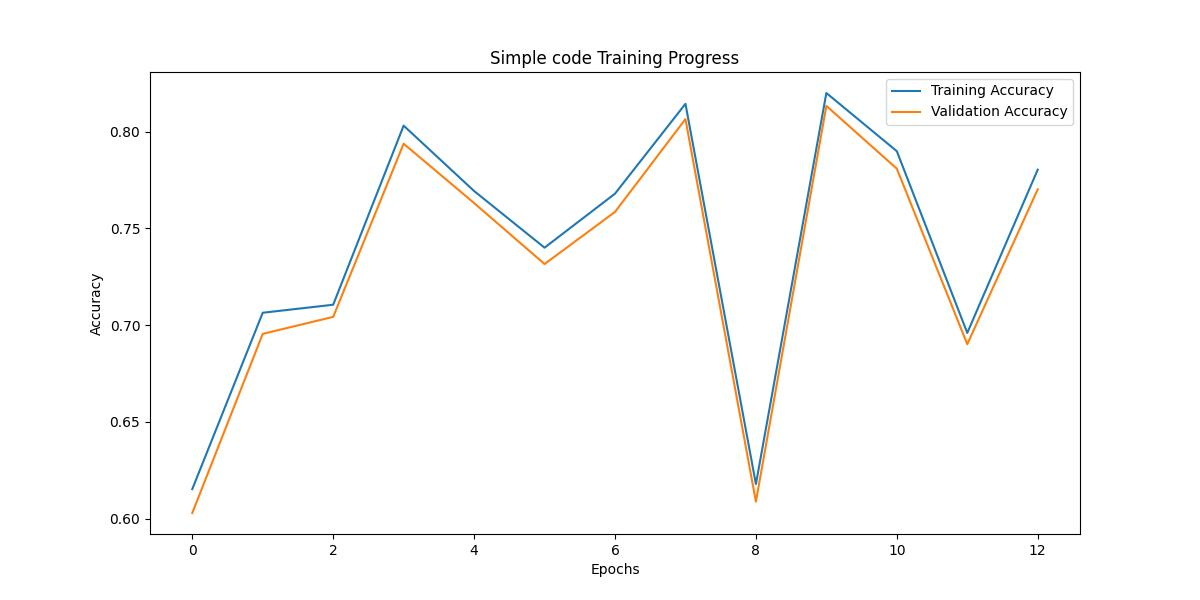 Simple code Training Progress
Training Accuracy
Validation Accuracy
0.80
0.75
0.70
0.65
0.60
Accuracy
0 2 4 6 8 10 12
Epochs